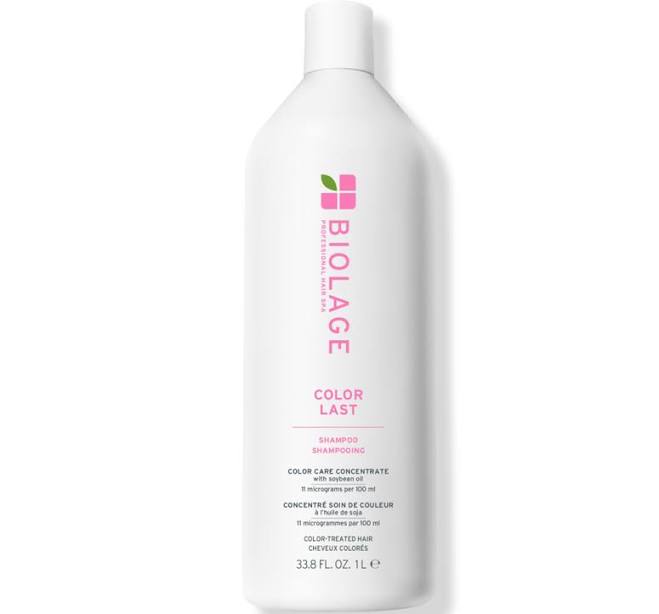 BIOLAGE
PROFESSIONAL HAIR SPA
COLOR
LAST
SHAMPOO
SHAMPOOING
COLOR CARE CONCENTRATE
with soybean oil
11 micrograms per 100 ml
CONCENTRÉ SOIN DE COULEUR
à l'huile de soja
11 microgrammes par 100 ml
COLOR-TREATED HAIR
CHEVEUX COLORÉS
33.8 FL. OZ. 1 L ℮